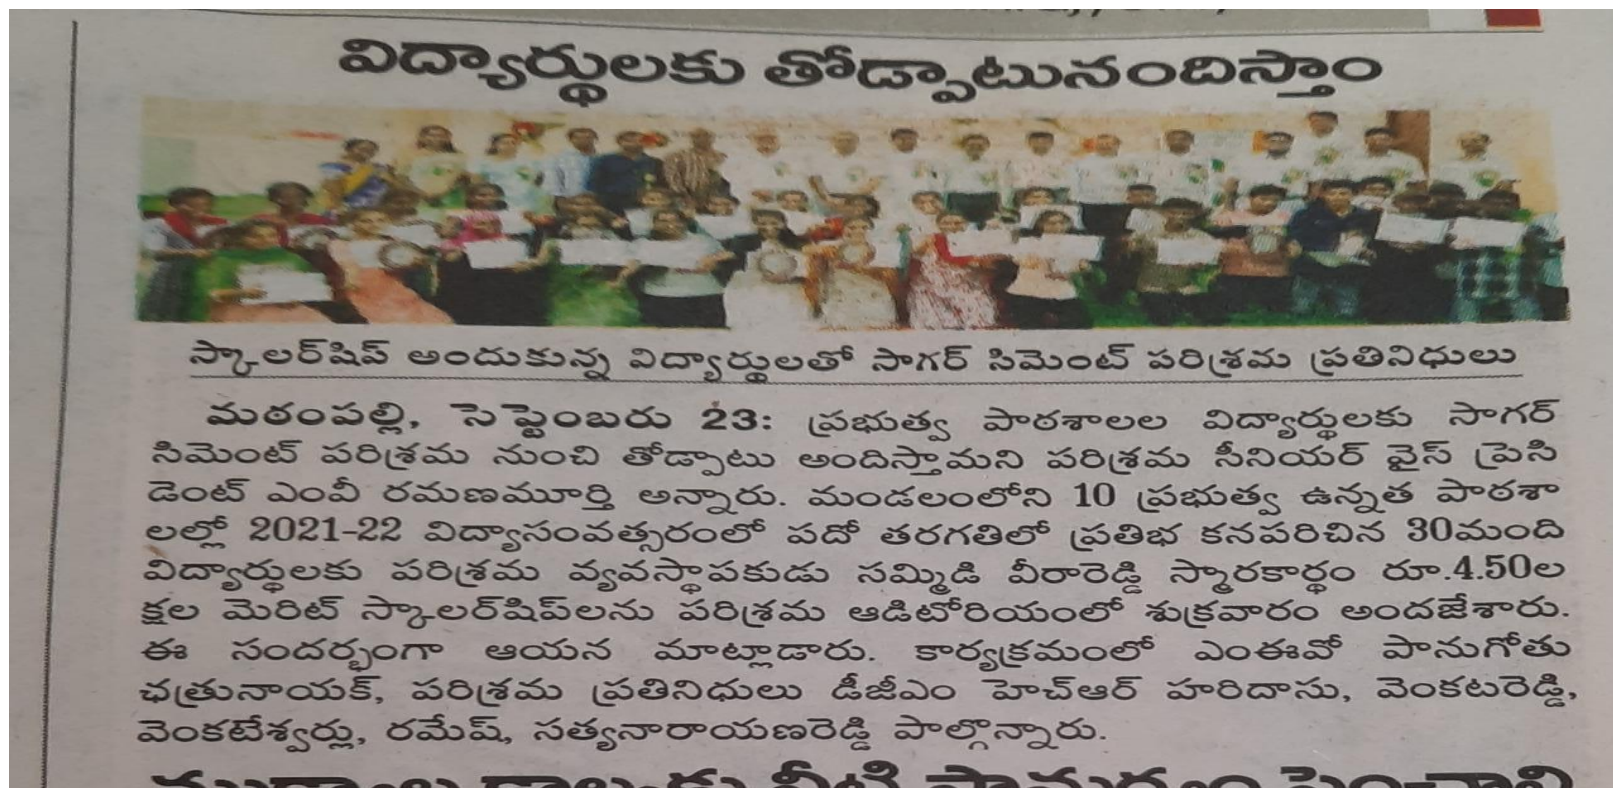 విద్యార్థులకు తోడ్పాటునందిస్తాం
స్కాలర్‌షిప్ అందుకున్న విద్యార్థులతో సాగర్ సిమెంట్ పరిశ్రమ ప్రతినిధులు
మఠంపల్లి, సెప్టెంబరు 23: ప్రభుత్వ పాఠశాలల విద్యార్థులకు సాగర్
సిమెంట్ పరిశ్రమ నుంచి తోడ్పాటు అందిస్తామని పరిశ్రమ సీనియర్ వైస్ ప్రెసి
డెంట్ ఎంవీ రమణమూర్తి అన్నారు. మండలంలోని 10 ప్రభుత్వ ఉన్నత పాఠశా
లల్లో 2021-22 విద్యాసంవత్సరంలో పదో తరగతిలో ప్రతిభ కనపరిచిన 30మంది
విద్యార్థులకు పరిశ్రమ వ్యవస్థాపకుడు సమ్మిడి వీరారెడ్డి స్మారకార్థం రూ.4.50ల
క్షల మెరిట్ స్కాలర్‌షిప్‌లను పరిశ్రమ ఆడిటోరియంలో శుక్రవారం అందజేశారు.
ఈ సందర్భంగా ఆయన మాట్లాడారు. కార్యక్రమంలో ఎంఈవో పానుగోతు
ఛత్రునాయక్, పరిశ్రమ ప్రతినిధులు డీజీఎం హెచ్ఆర్ హరిదాసు, వెంకటరెడ్డి,
వెంకటేశ్వర్లు, రమేష్, సత్యనారాయణరెడ్డి పాల్గొన్నారు.